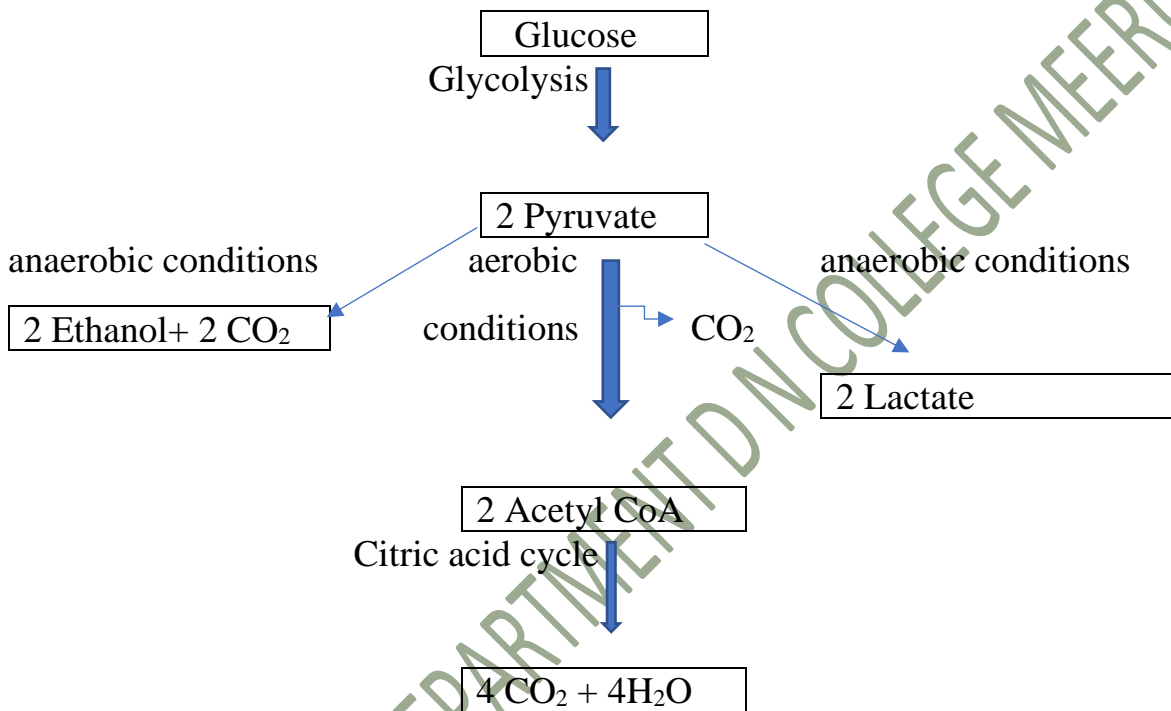 Glucose
Glycolysis
2 Pyruvate
anaerobic conditions
aerobic
anaerobic conditions
2 Ethanol+ 2 CO₂
conditions
CO₂
2 Lactate
2 Acetyl CoA
Citric acid cycle
4 CO₂ + 4H₂O
DEPARTMENT D N COLLEGE MEER